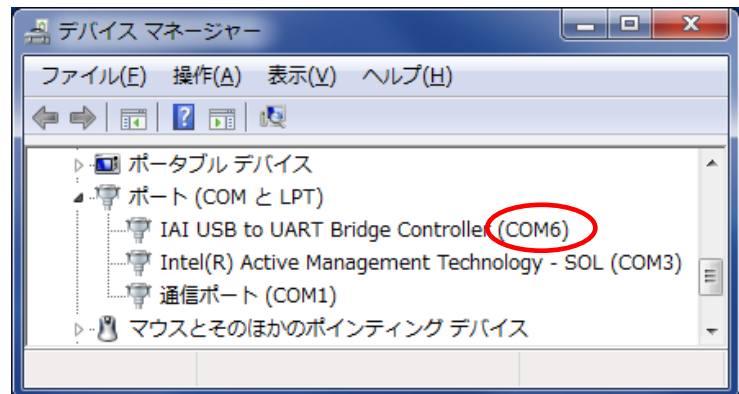 デバイス マネージャー
ファイル(F) 操作(A) 表示(V) ヘルプ(H)
ポータブル デバイス
ポート (COM と LPT)
IAI USB to UART Bridge Controller (COM6)
Intel(R) Active Management Technology - SOL (COM3)
通信ポート (COM1)
マウスとそのほかのポインティング デバイス